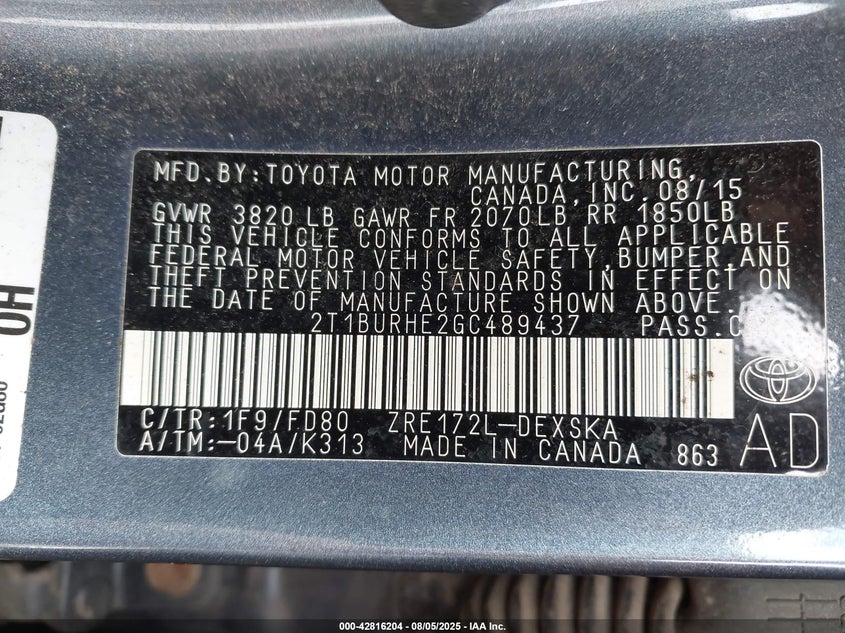 MFD.BY:TOYOTA MOTOR MANUFACTURING,
CANADA,INC. 08/15
GVWR 3820 LB GAWR FR 2070LB RR 1850LB
THIS VEHICLE CONFORMS TO ALL APPLICABLE
FEDERAL MOTOR VEHICLE SAFETY,BUMPER,AND
THEFT PREVENTION STANDARDS IN EFFECT ON
THE DATE OF MANUFACTURE SHOWN ABOVE.
2T1BURHE2GC489437 PASS.
C/TR:1F9/FD80 ZRE172L-DEXSKA
A/TM:-04A/K313 MADE IN CANADA 863
AD
HO
000-42816204 - 08/05/2025 - IAA Inc.